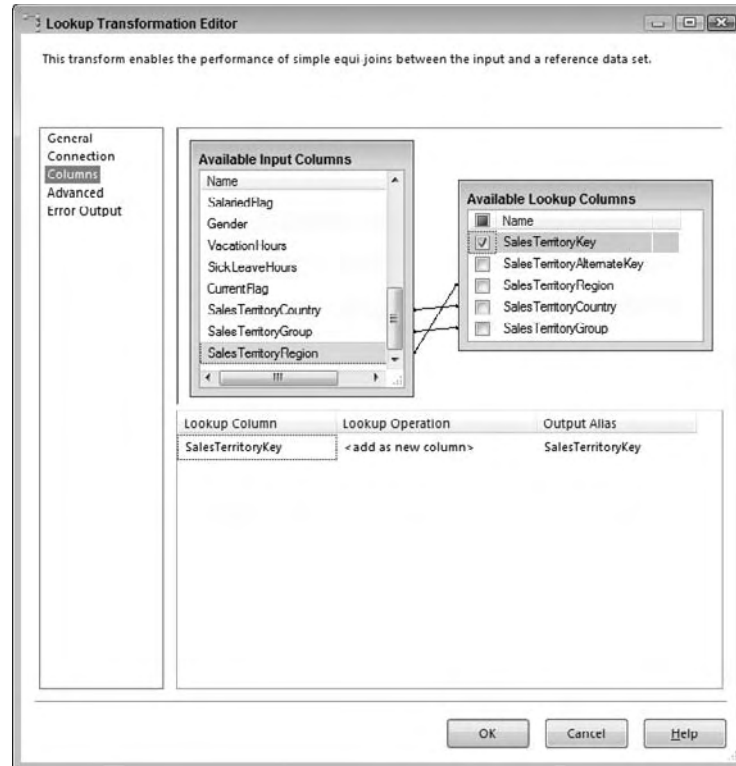 Lookup Transformation Editor
This transform enables the performance of simple equi-joins between the input and a reference data set.
General
Connection
Columns
Advanced
Error Output
Available Input Columns
Name
SalariedFlag
Gender
VacationHours
SickLeaveHours
CurrentFlag
SalesTerritoryCountry
SalesTerritoryGroup
SalesTerritoryRegion
Available Lookup Columns
Name
SalesTerritoryKey
SalesTerritoryAlternateKey
SalesTerritoryRegion
SalesTerritoryCountry
SalesTerritoryGroup
Lookup Column Lookup Operation Output Alias
SalesTerritoryKey <add as new column> SalesTerritoryKey
OK Cancel Help